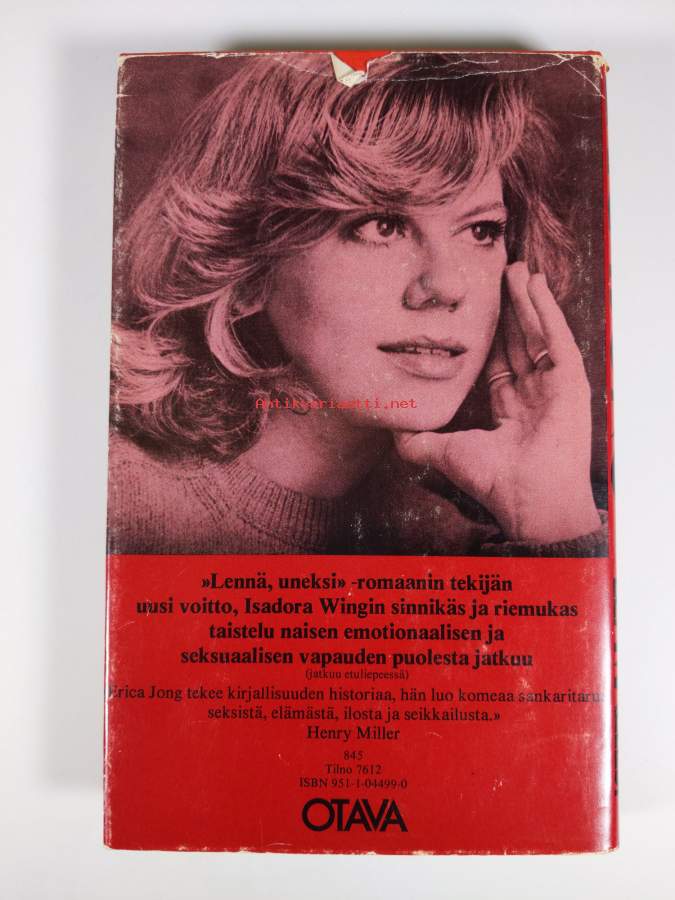 Antikvariaatti.net
»Lennä, uneksi» -romaanin tekijän
uusi voitto, Isadora Wingin sinnikäs ja riemukas
taistelu naisen emotionaalisen ja
seksuaalisen vapauden puolesta jatkuu
(jatkuu etuliepeessä)
Erica Jong tekee kirjallisuuden historiaa, hän luo komeaa sankaritarua
seksistä, elämästä, ilosta ja seikkailusta.»
Henry Miller
845
Tilno 7612
ISBN 951-1-04499-0
OTAVA